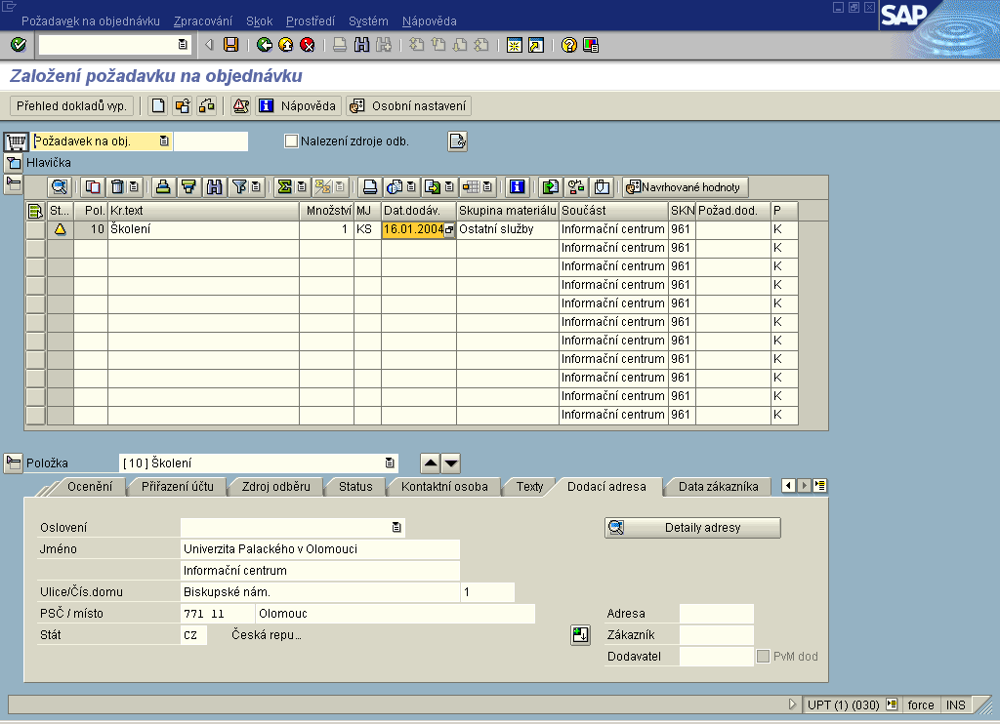 Požadavek na objednávku Zpracování Skok Prostředí Systém Nápověda
SAP
Založení požadavku na objednávku
Přehled dokladů vyp. Nápověda Osobní nastavení
Požadavek na obj. Nalezení zdroje odb.
Hlavička
Navrhované hodnoty
St... Pol. Kr.text Množství MJ Dat.dodáv. Skupina materiálu Součást SKN Požad.dod. P
10 Školení 1 KS 16.01.2004 Ostatní služby Informační centrum 961 K
Informační centrum 961 K
Informační centrum 961 K
Informační centrum 961 K
Informační centrum 961 K
Informační centrum 961 K
Informační centrum 961 K
Informační centrum 961 K
Informační centrum 961 K
Informační centrum 961 K
Informační centrum 961 K
Položka [ 10 ] Školení
Ocenění Přiřazení účtu Zdroj odběru Status Kontaktní osoba Texty Dodací adresa Data zákazníka
Oslovení Detaily adresy
Jméno Univerzita Palackého v Olomouci
Informační centrum
Ulice/Čís.domu Biskupské nám. 1
PSČ / místo 771 11 Olomouc Adresa
Stát CZ Česká repu... Zákazník
Dodavatel PvM dod
UPT (1) (030) force INS